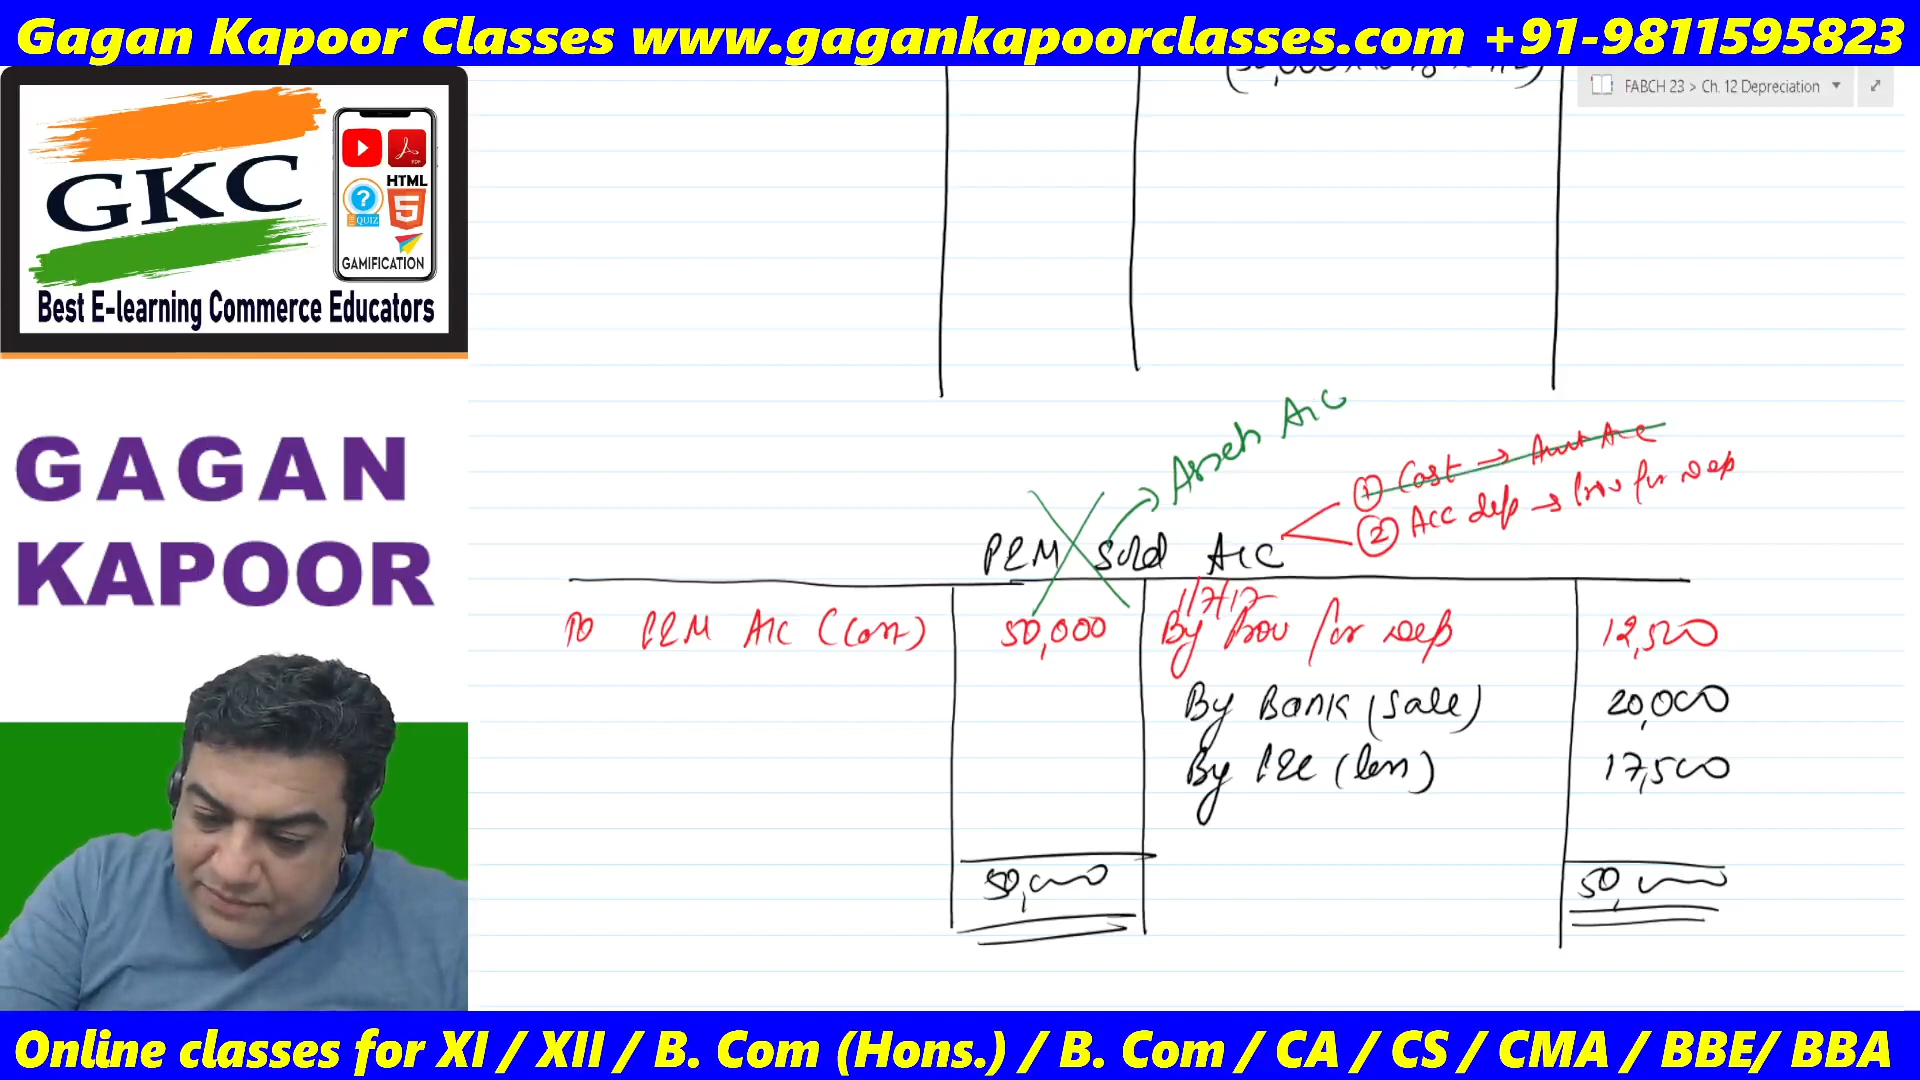 Gagan Kapoor Classes www.gagankapoorclasses.com +91-9811595823
FABCH 23 > Ch. 12 Depreciation
GKC
HTML
5
PDF
?
QUIZ
GAMIFICATION
Best E-learning Commerce Educators
GAGAN
KAPOOR
Assets A/C
① Cost → Asset A/c
② Acc dep → Prov for Dep
P&M Sold A/C
1/7/17
To P&M A/C (Cost) 50,000 By Prov for Dep 12,500
By Bank (Sale) 20,000
By P&L (loss) 17,500
50,000 50,000
Online classes for XI / XII / B. Com (Hons.) / B. Com / CA / CS / CMA / BBE/ BBA